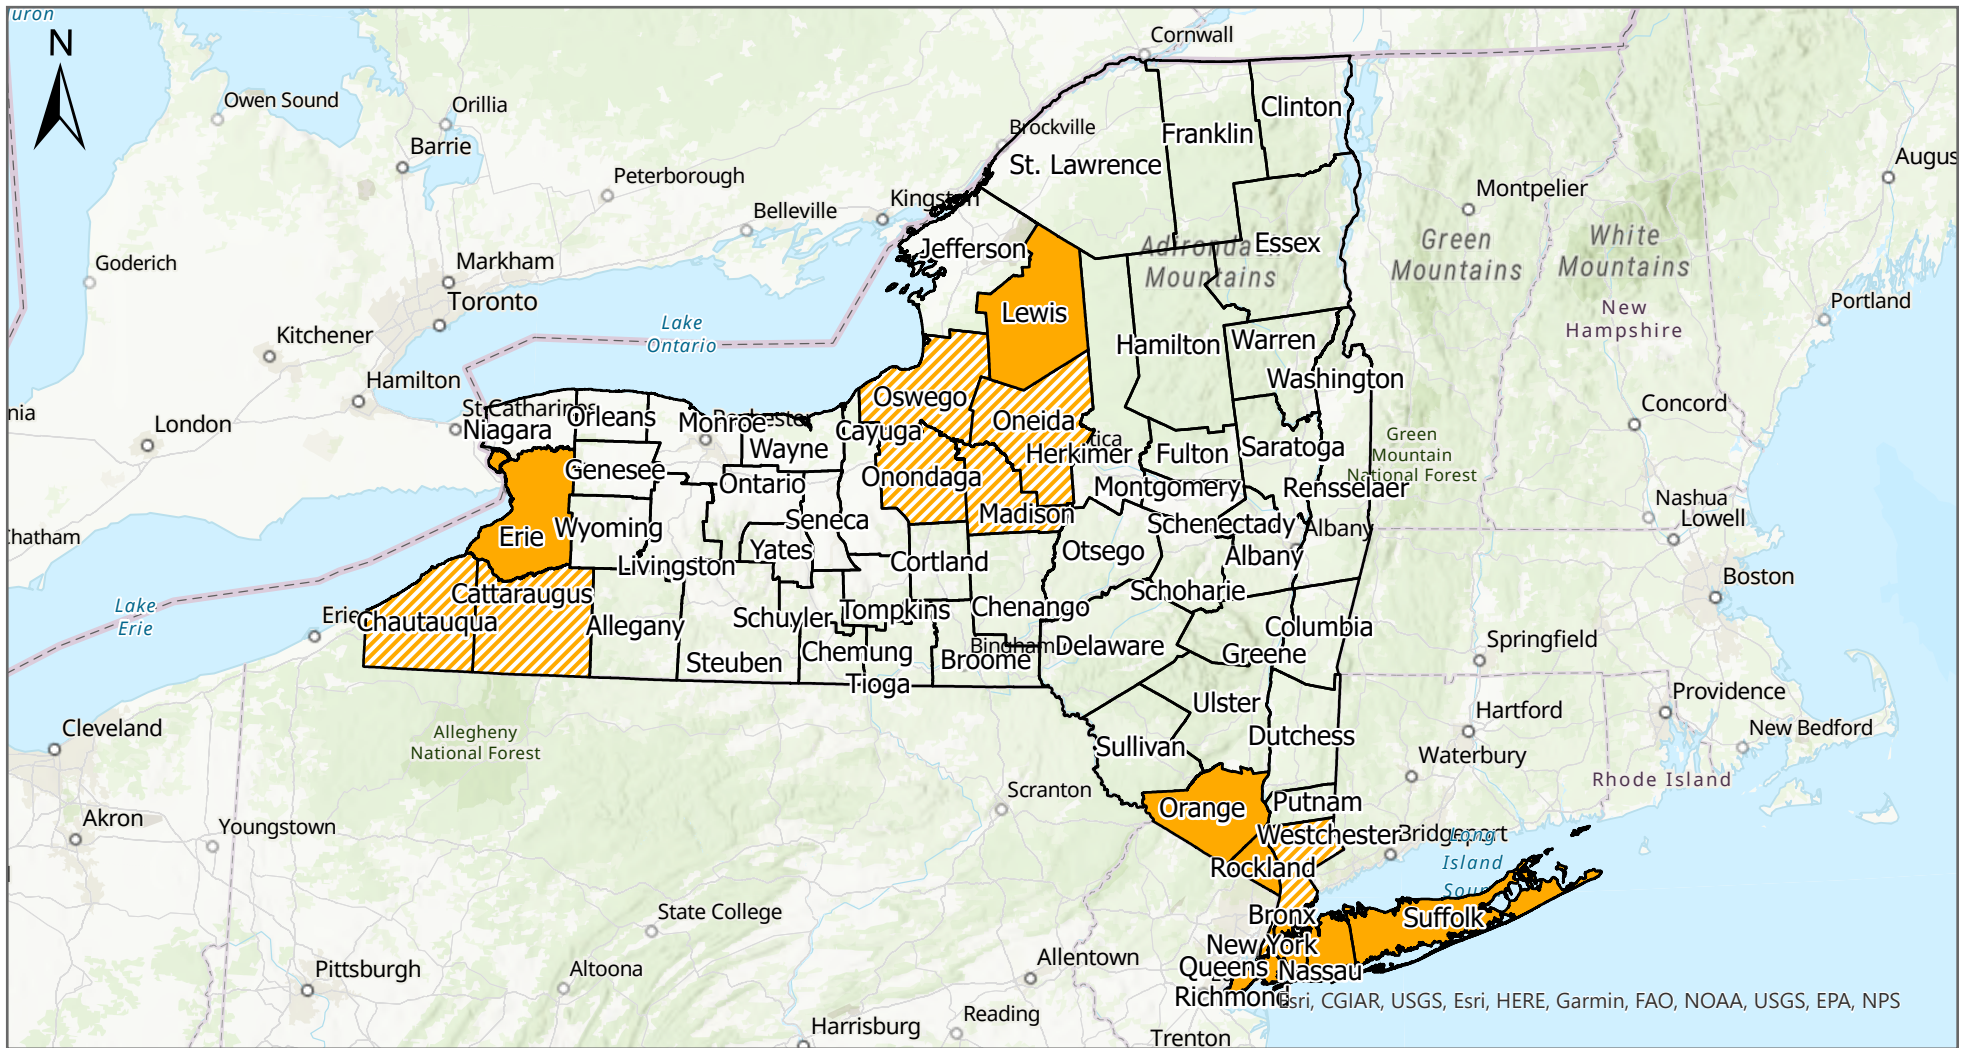 uron
Cornwall
N
Owen Sound
Orillia
Barrie
Brockville
Clinton
Franklin
St. Lawrence
Augus
Peterborough
Belleville
Kingston
Montpelier
Jefferson
Essex
Adironda
Mountains
Green
Mountains
White
Mountains
Goderich
Markham
Toronto
Lake
Ontario
Lewis
New
Hampshire
Portland
Kitchener
Hamilton
Warren
Hamilton
Washington
nia
London
St Catharines
Niagara
Orleans
Monroe
Rochester
Wayne
Oswego
Cayuga
Oneida
tica
Herkimer
Fulton
Saratoga
Concord
Green
Mountain
National Forest
Genesee
Ontario
Onondaga
Montgomery
Rensselaer
Nashua
Lowell
Chatham
Erie
Wyoming
Seneca
Madison
Schenectady
Albany
Albany
Yates
Livingston
Cortland
Otsego
Boston
Lake
Erie
Erie
Chautauqua
Cattaraugus
Allegany
Schuyler
Tompkins
Chenango
Schoharie
Columbia
Springfield
Steuben
Chemung
Tioga
Broome
Bingham
Delaware
Greene
Ulster
Providence
Cleveland
Allegheny
National Forest
Sullivan
Dutchess
Hartford
New Bedford
Waterbury
Rhode Island
Akron
Youngstown
Scranton
Orange
Putnam
Westchester
Bridgeport
Long
Island
Soun
Rockland
State College
Bronx
Suffolk
New York
Queens
Nassau
Richmond
Pittsburgh
Altoona
Allentown
Harrisburg
Reading
Trenton
Esri, CGIAR, USGS, Esri, HERE, Garmin, FAO, NOAA, USGS, EPA, NPS